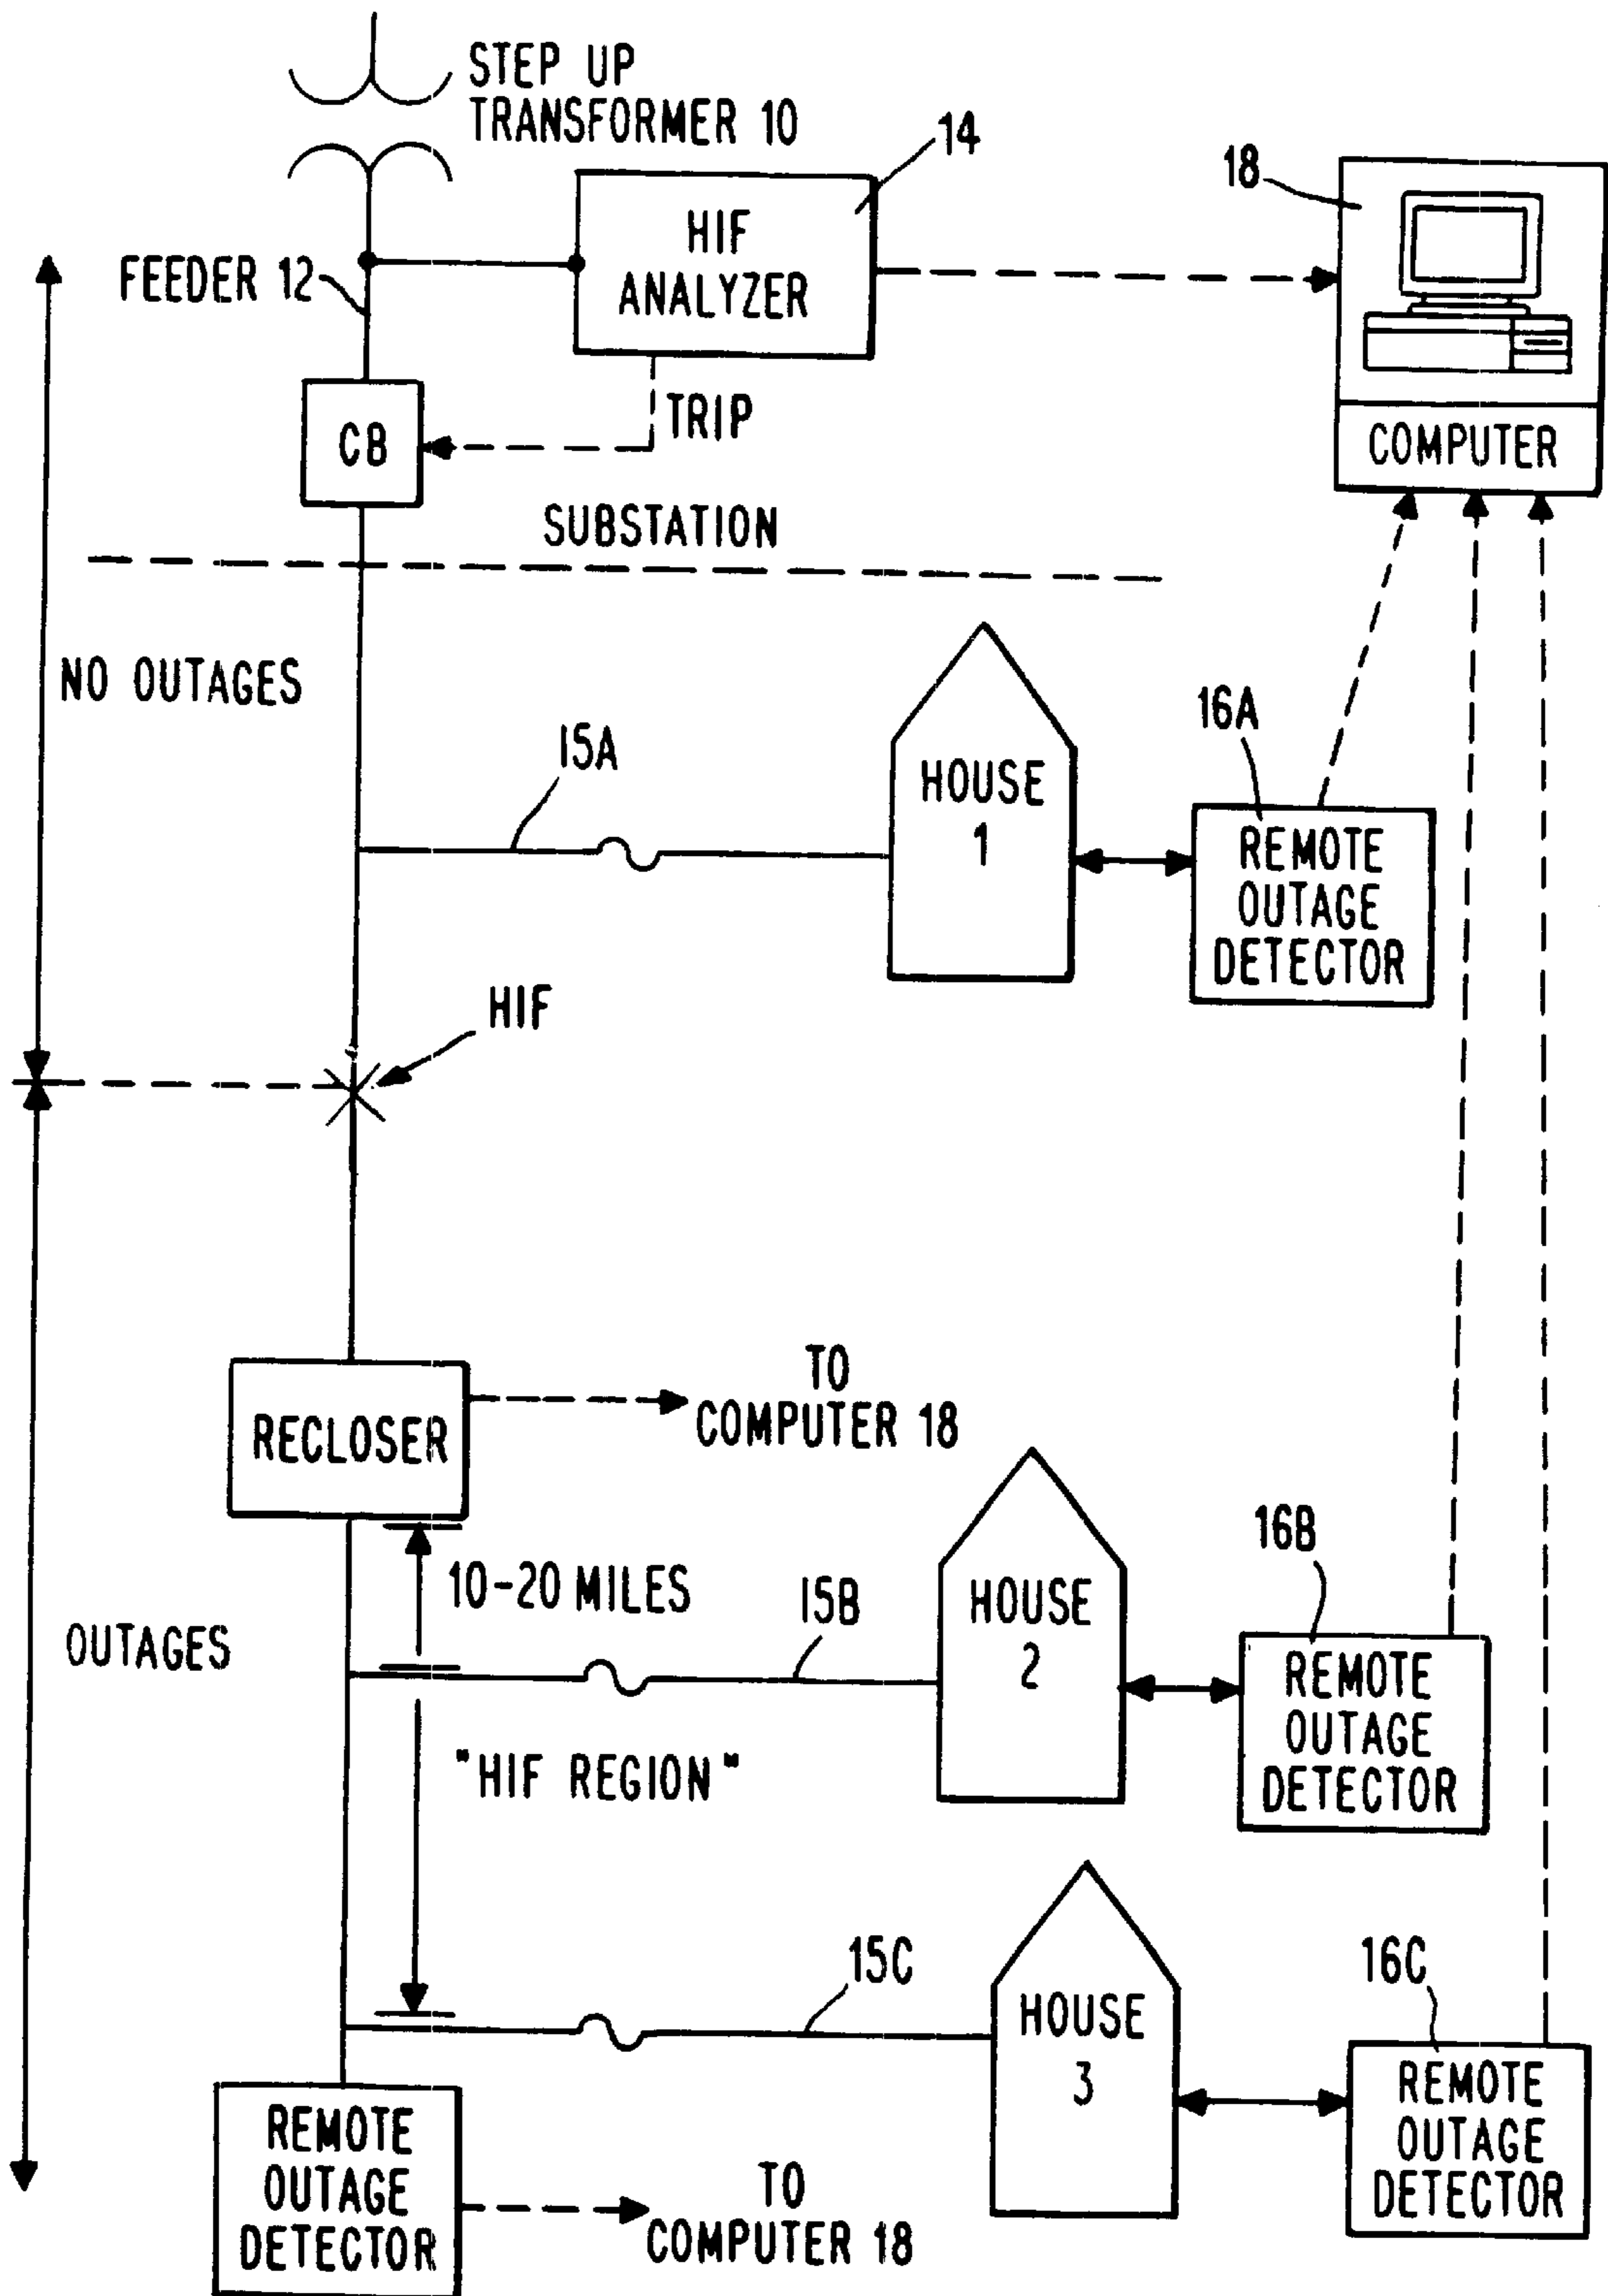 STEP UP
TRANSFORMER 10
14
18
HIF
ANALYZER
FEEDER 12
TRIP
CB
COMPUTER
SUBSTATION
NO OUTAGES
15A
HOUSE
1
16A
REMOTE
OUTAGE
DETECTOR
HIF
RECLOSER
TO
COMPUTER 18
10-20 MILES
15B
HOUSE
2
16B
REMOTE
OUTAGE
DETECTOR
OUTAGES
"HIF REGION"
15C
HOUSE
3
16C
REMOTE
OUTAGE
DETECTOR
REMOTE
OUTAGE
DETECTOR
TO
COMPUTER 18